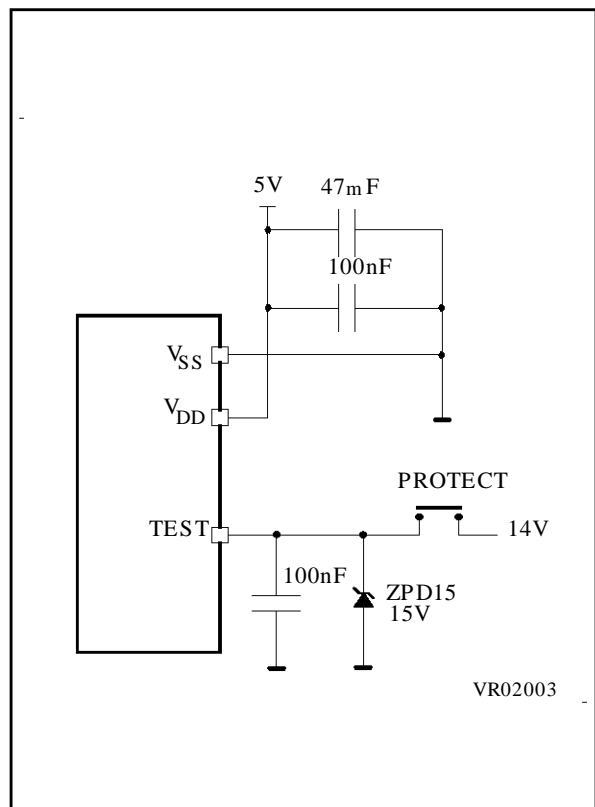 5V
47mF
100nF
VSS
VDD
PROTECT
TEST
14V
100nF
ZPD15
15V
VR02003